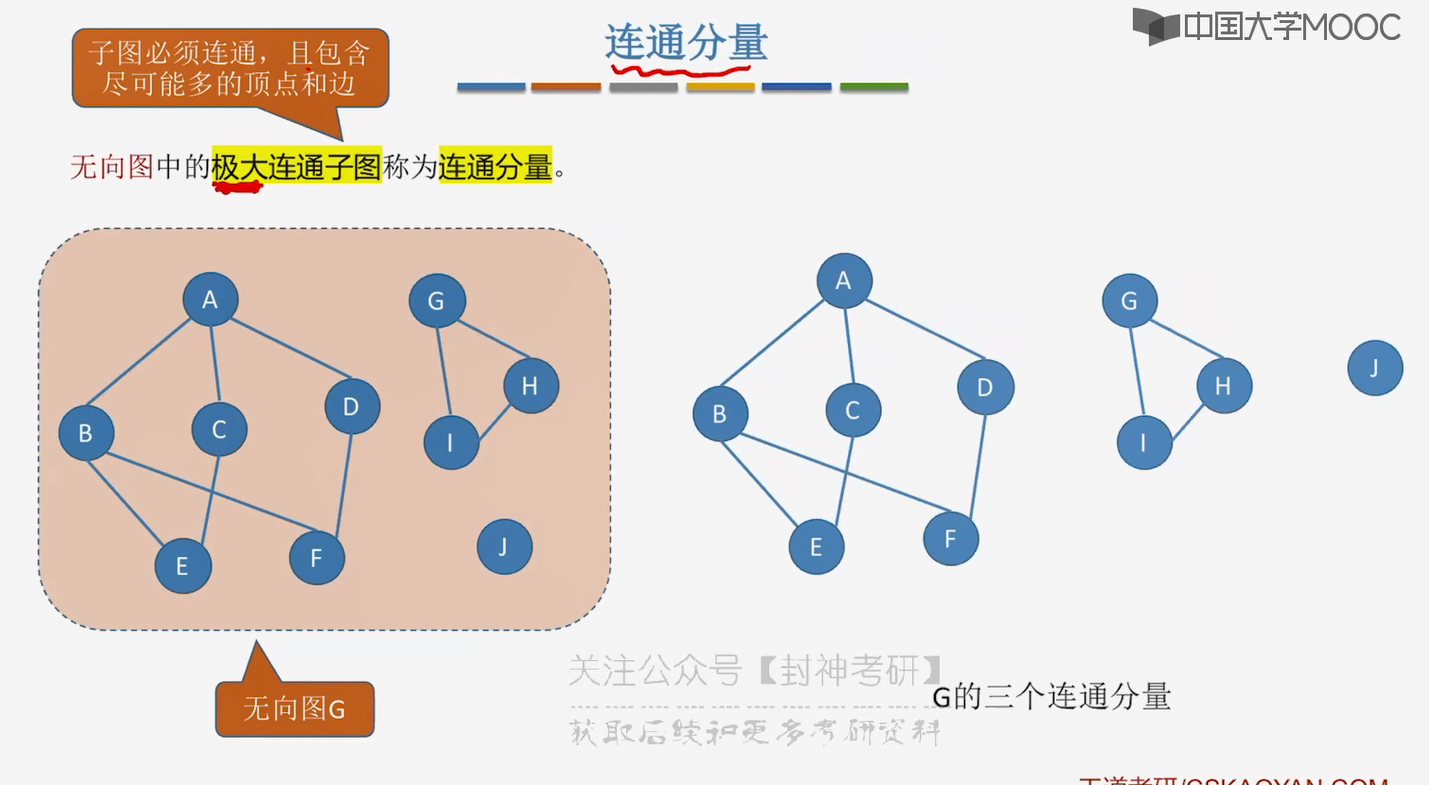 中国大学MOOC
连通分量
子图必须连通，且包含
尽可能多的顶点和边
无向图中的极大连通子图称为连通分量。
A
G
H
D
C
B
I
J
F
E
A
G
J
H
D
C
B
I
F
E
关注公众号【封神考研】
G的三个连通分量
无向图G
获取后续和更多考研资料
王道考研/CSKAOYAN.COM